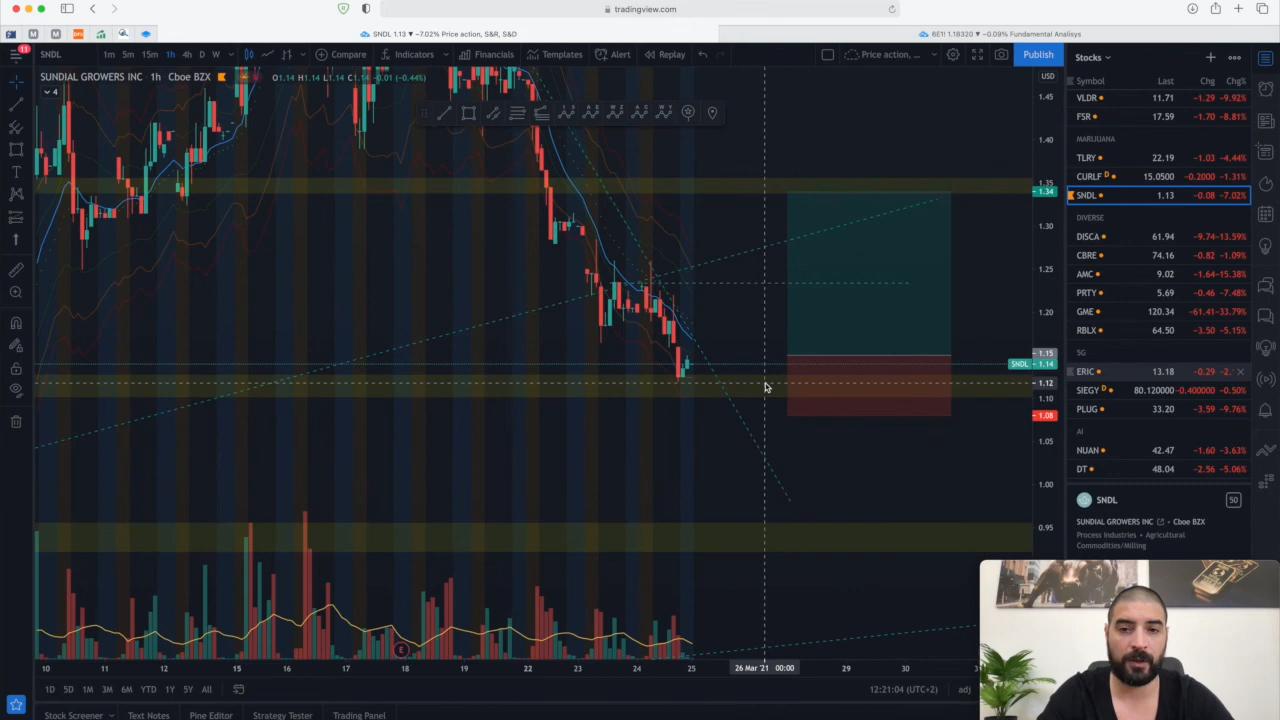 tradingview.com
SNDL 1.13 ▼ −7.02% Price action, S&R, S&D
6E1! 1.18320 ▼ −0.09% Fundamental Analisys
11
SNDL 1m 5m 15m 1h 4h D W Compare Indicators Financials Templates Alert Replay Price action, ... Publish
SUNDIAL GROWERS INC • 1h Cboe BZX O1.14 H1.14 L1.14 C1.14 -0.01 (-0.44%)
4
USD
1.45
1.40
1.35
1.34
1.30
1.25
1.20
1.15
SNDL 1.14
1.12
1.10
1.08
1.05
1.00
0.95
E
10 11 12 15 16 17 18 19 22 23 24 25 26 Mar '21 00:00 29 30
1D 5D 1M 3M 6M YTD 1Y 5Y All
12:21:04 (UTC+2) adj
Stock Screener Text Notes Pine Editor Strategy Tester Trading Panel
Stocks
Symbol Last Chg Chg%
VLDR 11.71 −1.29 −9.92%
FSR 17.59 −1.70 −8.81%
MARIJUANA
TLRY 22.19 −1.03 −4.44%
CURLF D 15.0500 −0.2000 −1.31%
SNDL 1.13 −0.08 −7.02%
DIVERSE
DISCA 61.94 −9.74 −13.59%
CBRE 74.16 −0.82 −1.09%
AMC 9.02 −1.64 −15.38%
PRTY 5.69 −0.46 −7.48%
GME 120.34 −61.41 −33.79%
RBLX 64.50 −3.50 −5.15%
5G
ERIC 13.18 −0.29 −2.
SIEGY D 80.120000 −0.400000 −0.50%
PLUG 33.20 −3.59 −9.76%
AI
NUAN 42.47 −1.60 −3.63%
DT 48.04 −2.56 −5.06%
SNDL 50
SUNDIAL GROWERS INC • Cboe BZX
Process Industries • Agricultural
Commodities/Milling